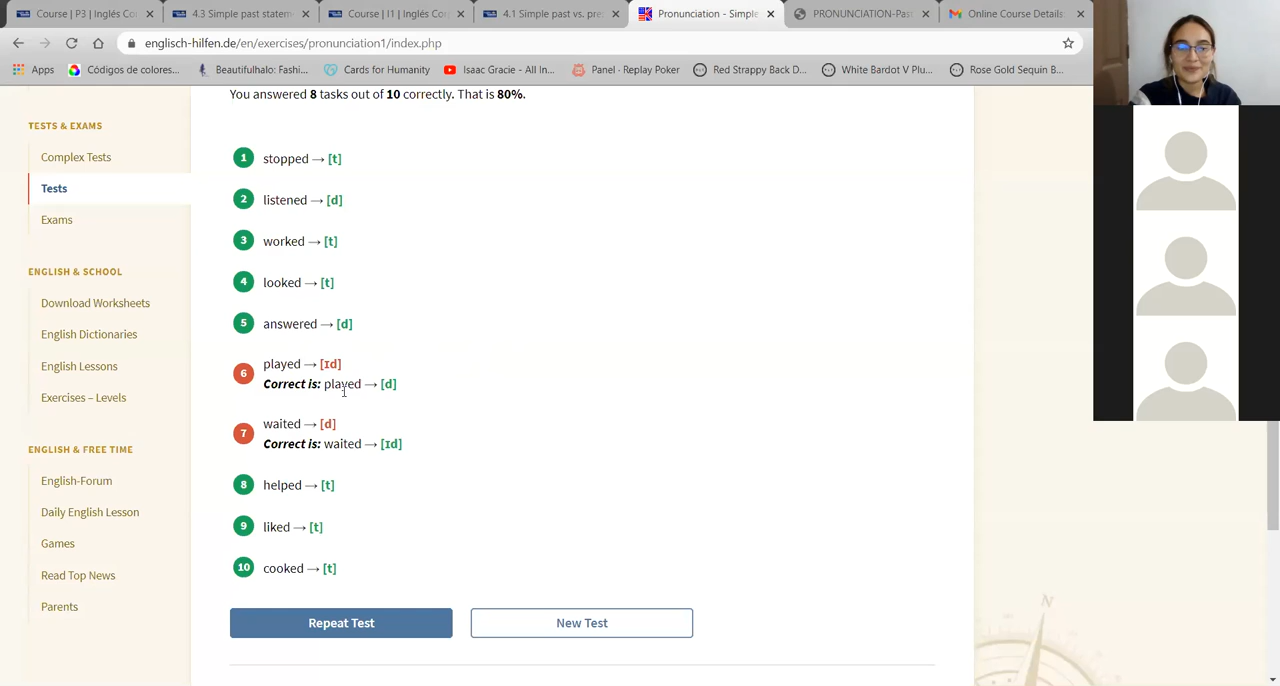 Course | P3 | Inglés Co
4.3 Simple past statem
Course | I1 | Inglés Cor
4.1 Simple past vs. pre
Pronunciation - Simple
PRONUNCIATION-Pas
Online Course Details
englisch-hilfen.de/en/exercises/pronunciation1/index.php
Apps
Códigos de colores...
Beautifulhalo: Fashi...
Cards for Humanity
Isaac Gracie - All In...
Panel · Replay Poker
Red Strappy Back D...
White Bardot V Plu...
Rose Gold Sequin B...
You answered 8 tasks out of 10 correctly. That is 80%.
TESTS & EXAMS
Complex Tests
Tests
Exams
ENGLISH & SCHOOL
Download Worksheets
English Dictionaries
English Lessons
Exercises – Levels
ENGLISH & FREE TIME
English-Forum
Daily English Lesson
Games
Read Top News
Parents
1 stopped → [t]
2 listened → [d]
3 worked → [t]
4 looked → [t]
5 answered → [d]
6 played → [ɪd]
Correct is: played → [d]
7 waited → [d]
Correct is: waited → [ɪd]
8 helped → [t]
9 liked → [t]
10 cooked → [t]
Repeat Test
New Test
N